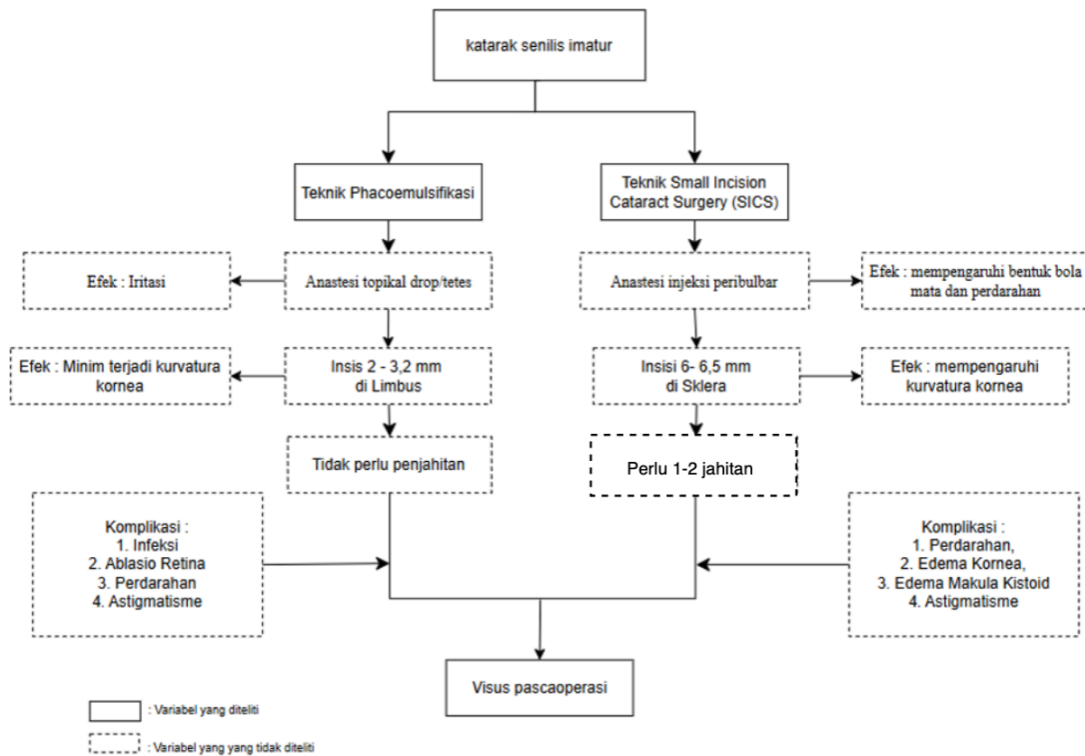 katarak senilis imatur
Teknik Phacoemulsifikasi
Teknik Small Incision
Cataract Surgery (SICS)
Efek : Iritasi
Anastesi topikal drop/tetes
Anastesi injeksi peribulbar
Efek : mempengaruhi bentuk bola
mata dan perdarahan
Efek : Minim terjadi kurvatura
kornea
Insis 2 - 3,2 mm
di Limbus
Insisi 6- 6,5 mm
di Sklera
Efek : mempengaruhi
kurvatura kornea
Tidak perlu penjahitan
Perlu 1-2 jahitan
Komplikasi :
1. Infeksi
2. Ablasio Retina
3. Perdarahan
4. Astigmatisme
Komplikasi :
1. Perdarahan,
2. Edema Kornea,
3. Edema Makula Kistoid
4. Astigmatisme
Visus pascaoperasi
: Variabel yang diteliti
: Variabel yang yang tidak diteliti